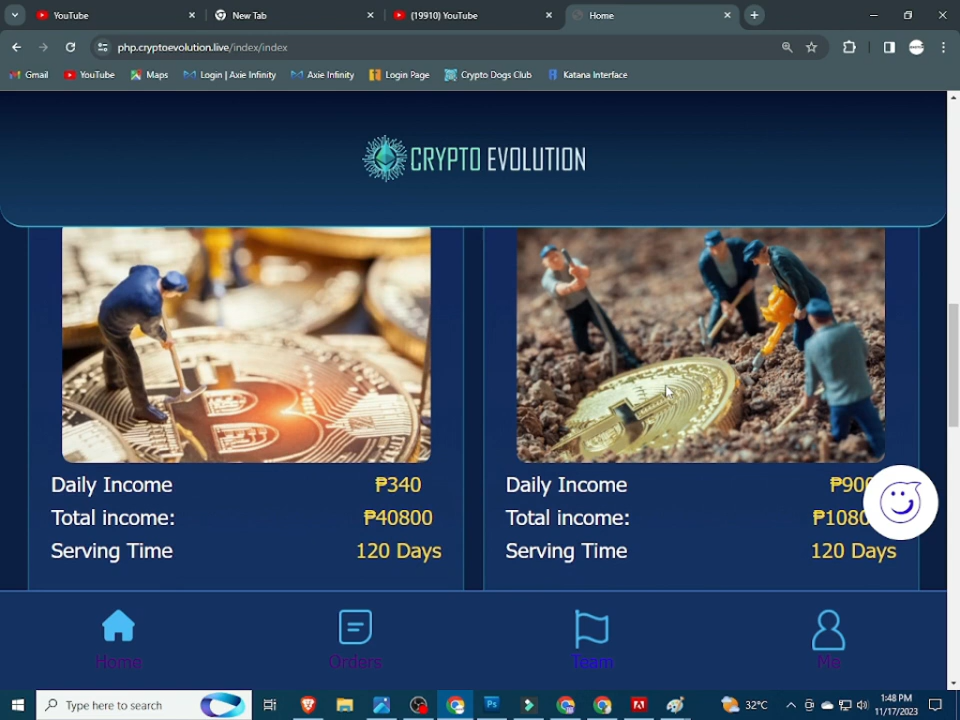 YouTube
New Tab
(19910) YouTube
Home
php.cryptoevolution.live/index/index
Gmail
YouTube
Maps
Login | Axie Infinity
Axie Infinity
Login Page
Crypto Dogs Club
Katana Interface
CRYPTO EVOLUTION
Daily Income ₱340
Total income: ₱40800
Serving Time 120 Days
Daily Income ₱900
Total income: ₱1080
Serving Time 120 Days
Home
Orders
Team
Me
Type here to search
32°C
1:48 PM
11/17/2023